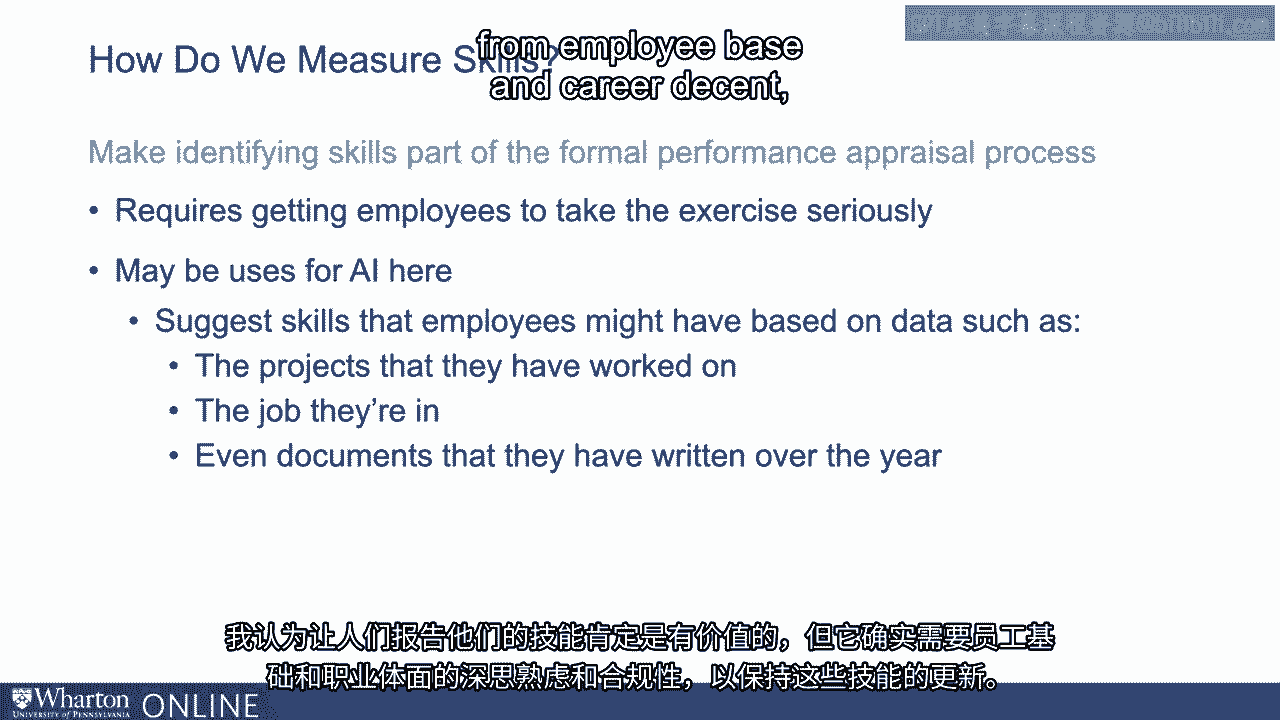 How Do We Measure Skills?
from employee base
and career decent,
Make identifying skills part of the formal performance appraisal process
• Requires getting employees to take the exercise seriously
• May be uses for AI here
• Suggest skills that employees might have based on data such as:
• The projects that they have worked on
• The job they’re in
• Even documents that they have written over the year
我认为让人们报告他们的技能肯定是有价值的，但它确实需要员工基
础和职业体面的深思熟虑和合规性，以保持这些技能的更新。
Wharton ONLINE
UNIVERSITY of PENNSYLVANIA